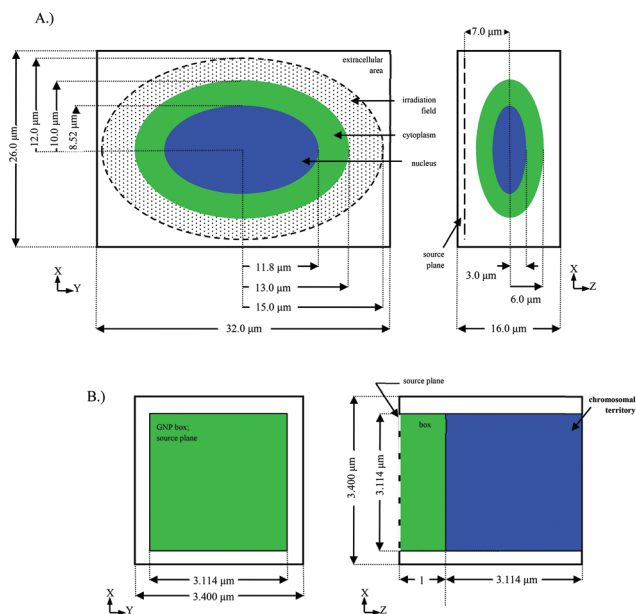 A.)
7.0 µm
extracellular
area
irradiation
field
cytoplasm
nucleus
26.0 µm
12.0 µm
10.0 µm
8.52 µm
source
plane
11.8 µm
13.0 µm
15.0 µm
32.0 µm
X
Y
3.0 µm
6.0 µm
16.0 µm
X
Z
B.)
source plane
chromosomal
territory
GNP box;
source plane
box
3.400 µm
3.114 µm
3.114 µm
3.400 µm
l
3.114 µm
X
Y
X
Z